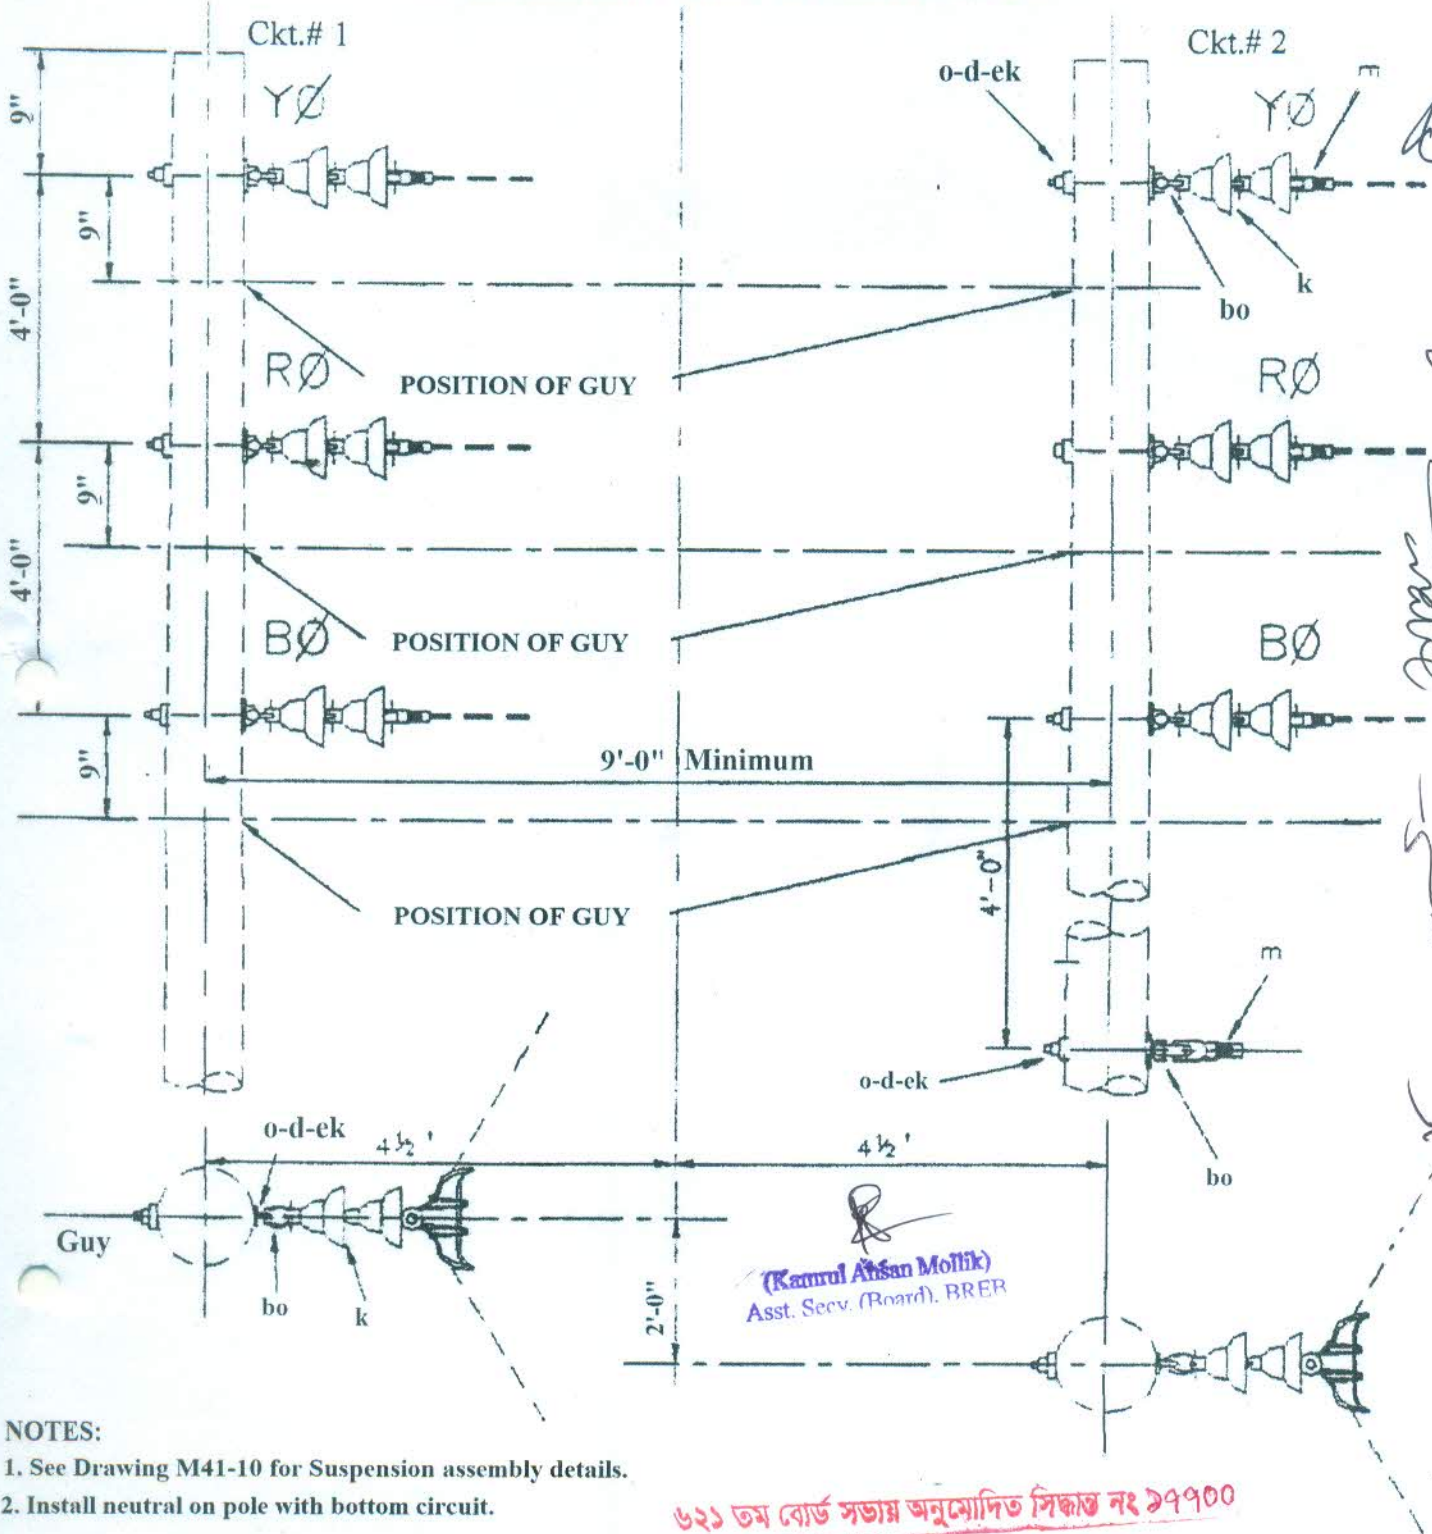 Ckt.# 1
Ckt.# 2
o-d-ek
m
YØ
YØ
9"
9"
4'-0"
k
bo
RØ
RØ
POSITION OF GUY
9"
4'-0"
BØ
BØ
POSITION OF GUY
9'-0" Minimum
9"
4'-0"
POSITION OF GUY
m
o-d-ek
bo
o-d-ek
4½'
4½'
Guy
bo
k
2'-0"
(Kamrul Ahsan Mollik)
Asst. Secy. (Board). BREB
NOTES:
1. See Drawing M41-10 for Suspension assembly details.
2. Install neutral on pole with bottom circuit.
৬২১ তম বোর্ড সভায় অনুমোদিত সিদ্ধান্ত নং ১৭৭০০